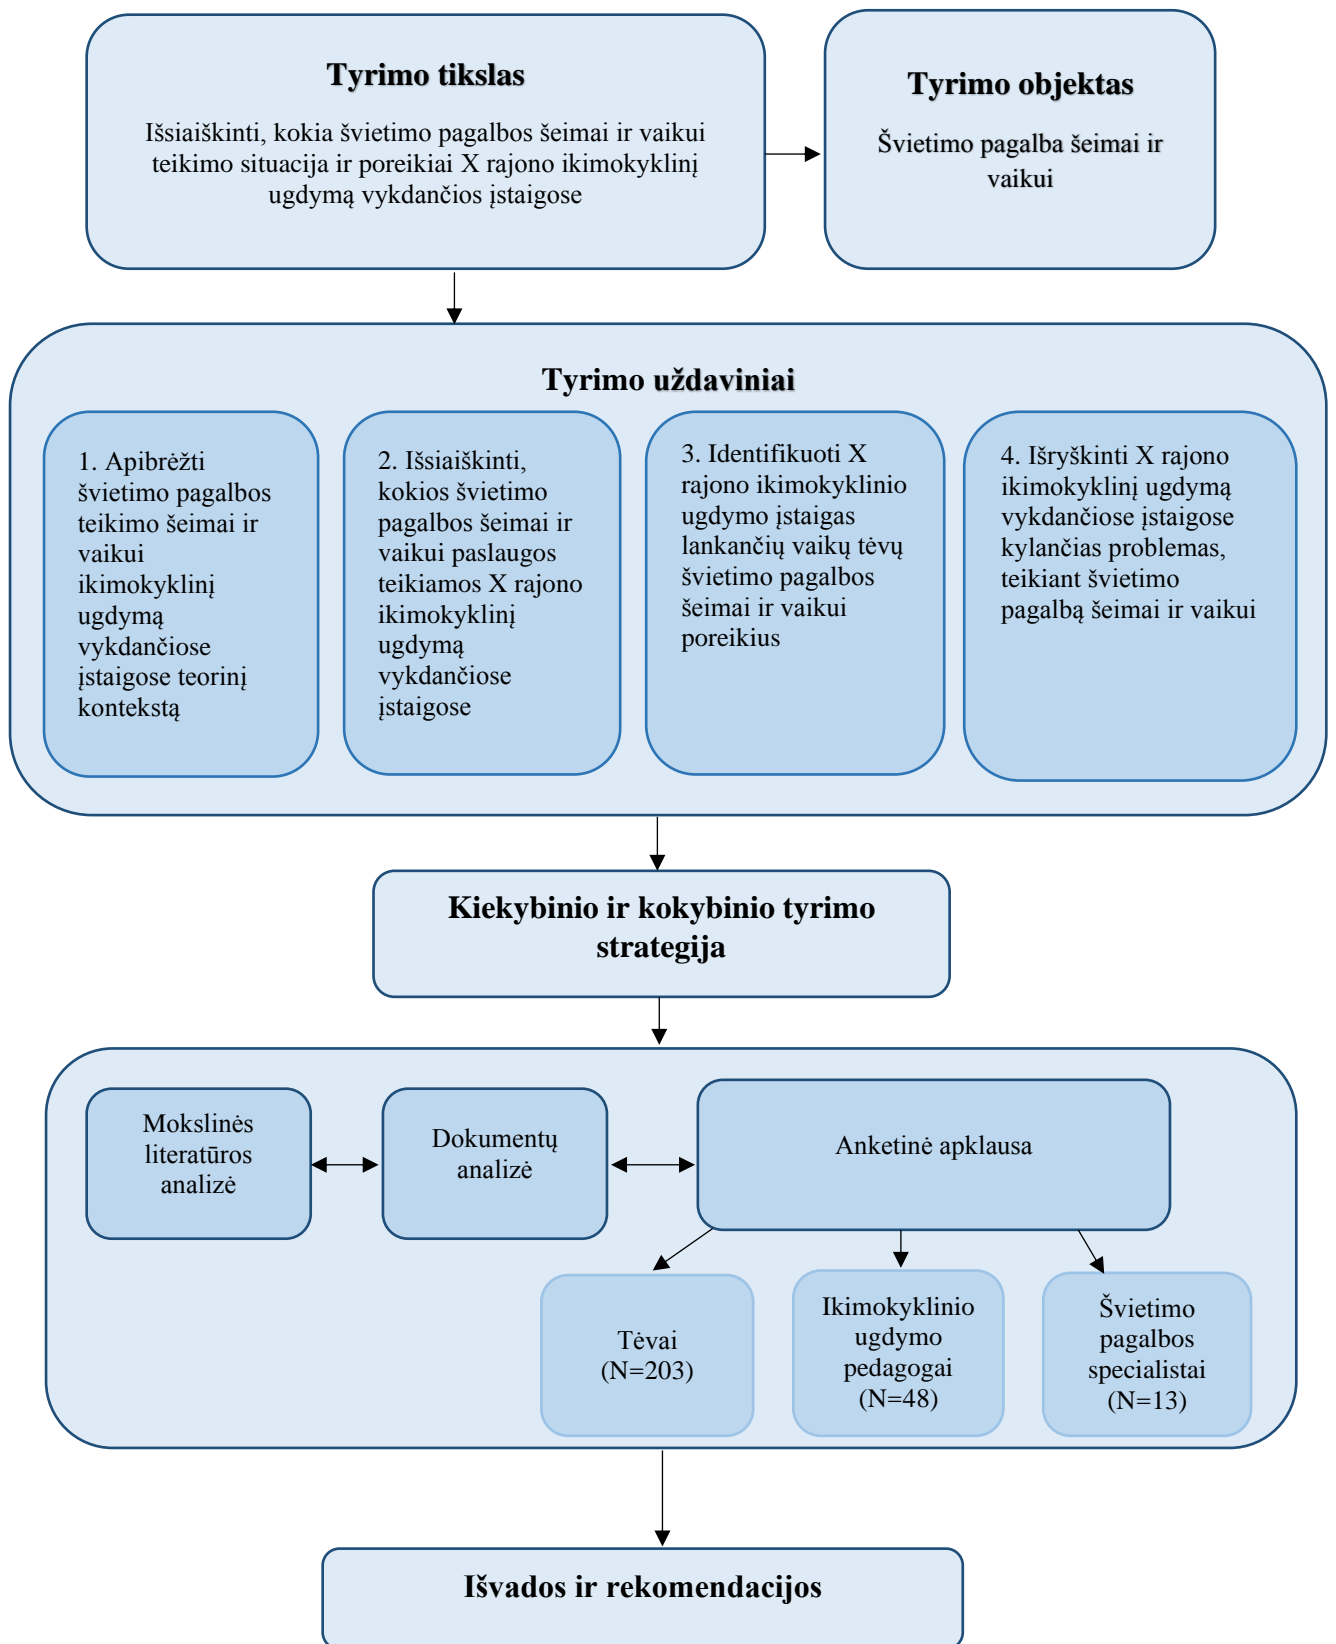 Tyrimo tikslas
Išsiaiškinti, kokia švietimo pagalbos šeimai ir vaikui
teikimo situacija ir poreikiai X rajono ikimokyklinį
ugdymą vykdančios įstaigose
Tyrimo objektas
Švietimo pagalba šeimai ir
vaikui
Tyrimo uždaviniai
1. Apibrėžti
švietimo pagalbos
teikimo šeimai ir
vaikui
ikimokyklinį
ugdymą
vykdančiose
įstaigose teorinį
kontekstą
2. Išsiaiškinti,
kokios švietimo
pagalbos šeimai ir
vaikui paslaugos
teikiamos X rajono
ikimokyklinį
ugdymą
vykdančiose
įstaigose
3. Identifikuoti X
rajono ikimokyklinio
ugdymo įstaigas
lankančių vaikų tėvų
švietimo pagalbos
šeimai ir vaikui
poreikius
4. Išryškinti X rajono
ikimokyklinį ugdymą
vykdančiose įstaigose
kylančias problemas,
teikiant švietimo
pagalbą šeimai ir vaikui
Kiekybinio ir kokybinio tyrimo
strategija
Mokslinės
literatūros
analizė
Dokumentų
analizė
Anketinė apklausa
Tėvai
(N=203)
Ikimokyklinio
ugdymo
pedagogai
(N=48)
Švietimo
pagalbos
specialistai
(N=13)
Išvados ir rekomendacijos